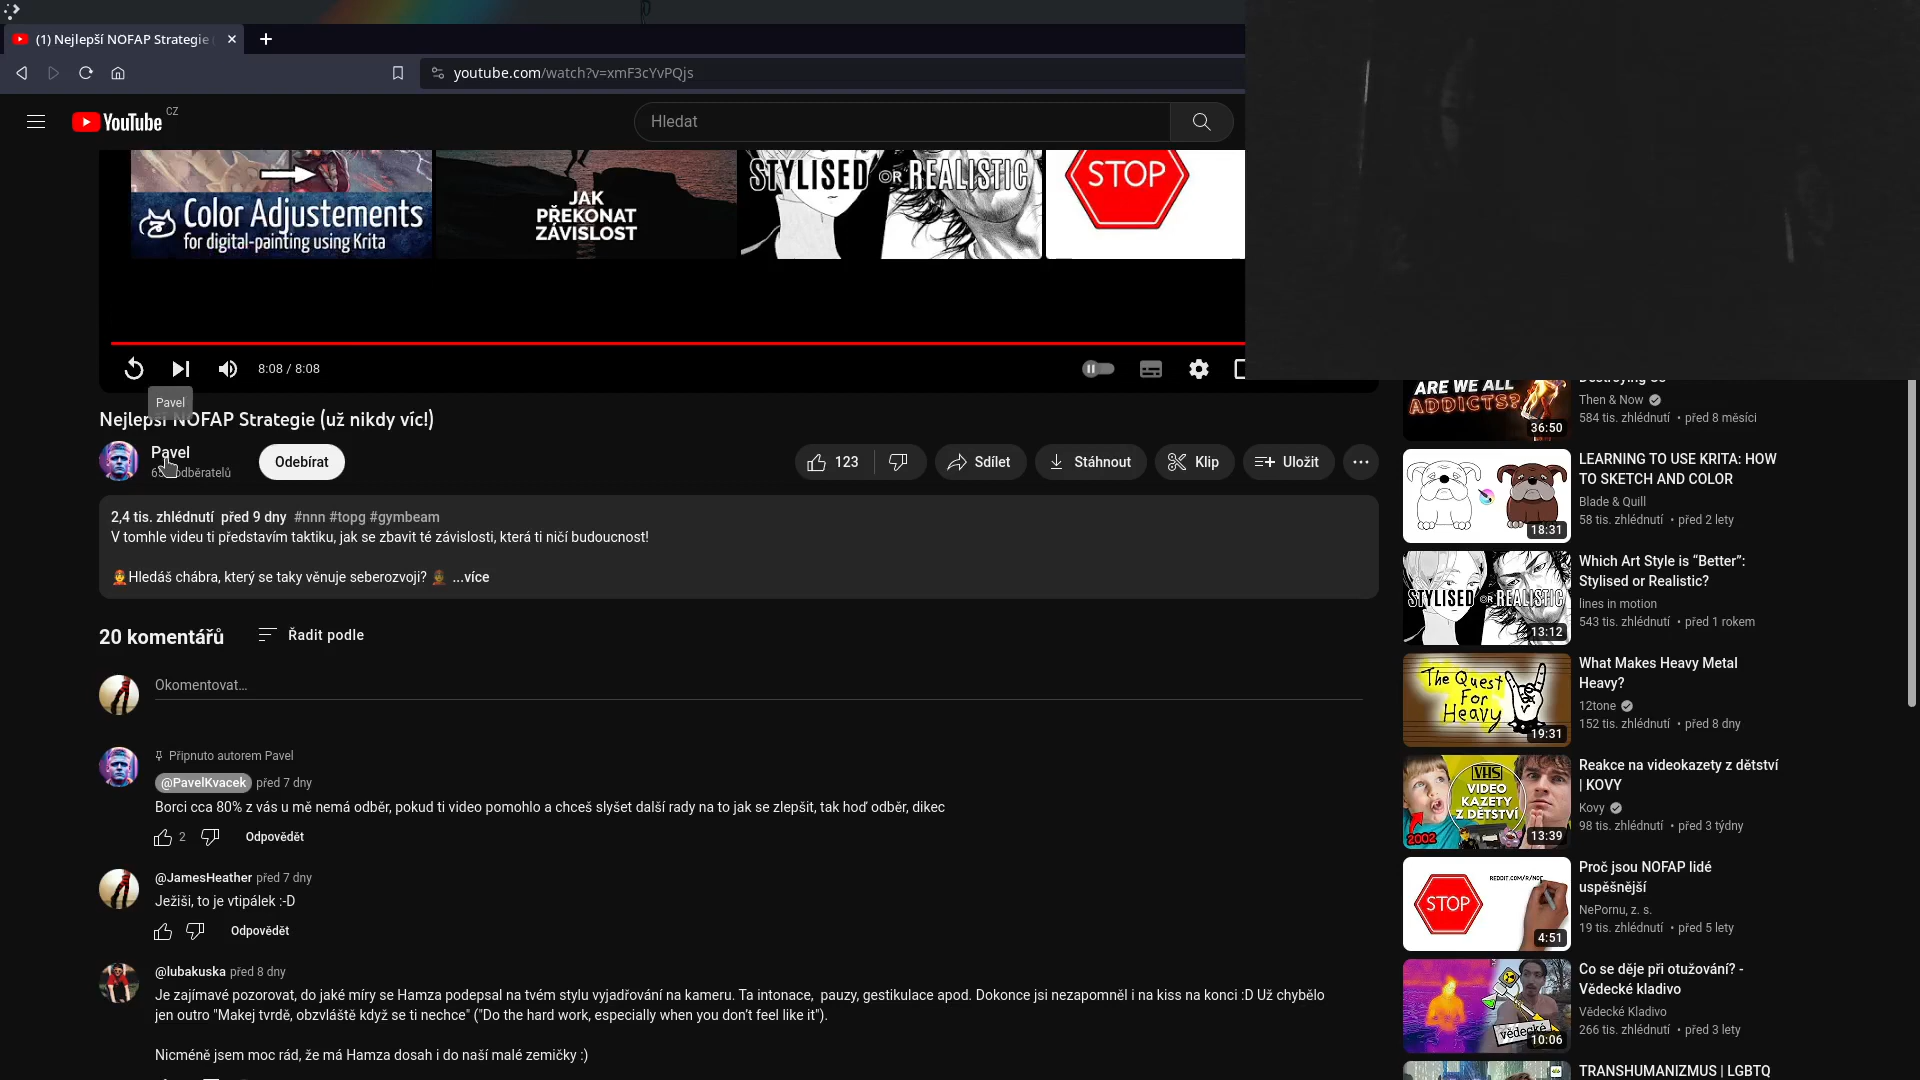 (1) Nejlepší NOFAP Strategie
youtube.com/watch?v=xmF3cYvPQjs
YouTube CZ
Hledat
Color Adjustements
for digital-painting using Krita
JAK
PŘEKONAT
ZÁVISLOST
STYLISED OR REALISTIC
STOP
8:08 / 8:08
Pavel
Nejlepší NOFAP Strategie (už nikdy víc!)
Pavel
odběratelů
Odebírat
123
Sdílet
Stáhnout
Klip
Uložit
2,4 tis. zhlédnutí před 9 dny #nnn #topg #gymbeam
V tomhle videu ti představím taktiku, jak se zbavit té závislosti, která ti ničí budoucnost!
Hledáš chábra, který se taky věnuje seberozvoji? ...více
20 komentářů
Řadit podle
Okomentovat...
Připnuto autorem Pavel
@PavelKvacek před 7 dny
Borci cca 80% z vás u mě nemá odběr, pokud ti video pomohlo a chceš slyšet další rady na to jak se zlepšit, tak hoď odběr, dikec
2
Odpovědět
@JamesHeather před 7 dny
Ježiši, to je vtipálek :-D
Odpovědět
@lubakuska před 8 dny
Je zajímavé pozorovat, do jaké míry se Hamza podepsal na tvém stylu vyjadřování na kameru. Ta intonace, pauzy, gestikulace apod. Dokonce jsi nezapomněl i na kiss na konci :D Už chybělo
jen outro "Makej tvrdě, obzvláště když se ti nechce" ("Do the hard work, especially when you don't feel like it").
Nicméně jsem moc rád, že má Hamza dosah i do naší malé zemičky :)
ARE WE ALL
ADDICTS?
36:50
Then & Now
584 tis. zhlédnutí • před 8 měsíci
18:31
LEARNING TO USE KRITA: HOW
TO SKETCH AND COLOR
Blade & Quill
58 tis. zhlédnutí • před 2 lety
STYLISED OR REALISTIC
13:12
Which Art Style is “Better”:
Stylised or Realistic?
lines in motion
543 tis. zhlédnutí • před 1 rokem
The Quest
For
Heavy
19:31
What Makes Heavy Metal
Heavy?
12tone
152 tis. zhlédnutí • před 8 dny
VHS
VIDEO
KAZETY
Z DĚTSTVÍ
2002
13:39
Reakce na videokazety z dětství
| KOVY
Kovy
98 tis. zhlédnutí • před 3 týdny
STOP
4:51
Proč jsou NOFAP lidé
uspěšnější
NePornu, z. s.
19 tis. zhlédnutí • před 5 lety
vědecké
10:06
Co se děje při otužování? -
Vědecké kladivo
Vědecké Kladivo
266 tis. zhlédnutí • před 3 lety
TRANSHUMANIZMUS | LGBTQ